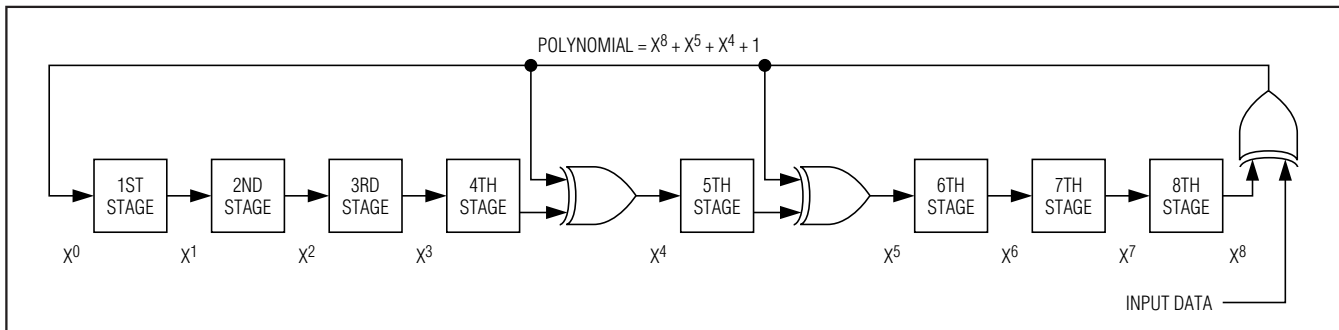 POLYNOMIAL = X⁸ + X⁵ + X⁴ + 1
1ST
STAGE
2ND
STAGE
3RD
STAGE
4TH
STAGE
5TH
STAGE
6TH
STAGE
7TH
STAGE
8TH
STAGE
X⁰ X¹ X² X³ X⁴ X⁵ X⁶ X⁷ X⁸
INPUT DATA